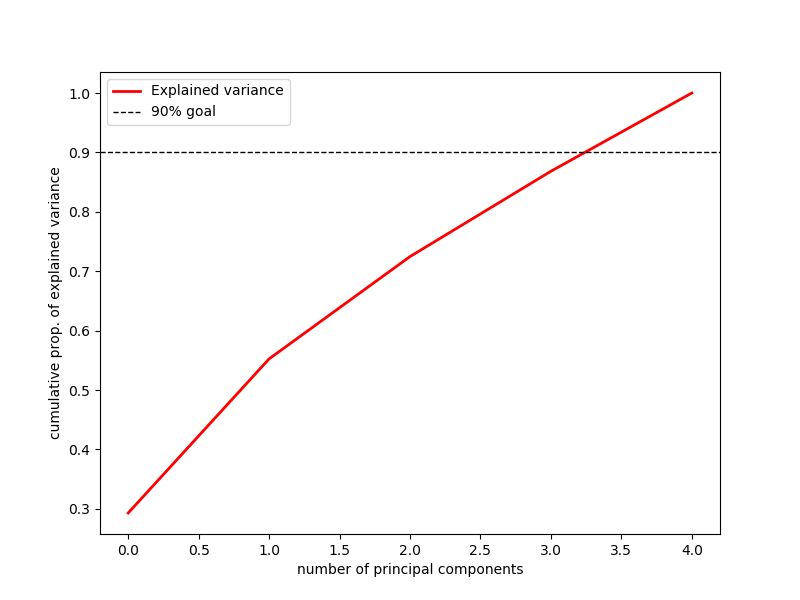 Explained variance
90% goal
1.0
0.9
0.8
0.7
0.6
0.5
0.4
0.3
cumulative prop. of explained variance
0.0 0.5 1.0 1.5 2.0 2.5 3.0 3.5 4.0
number of principal components